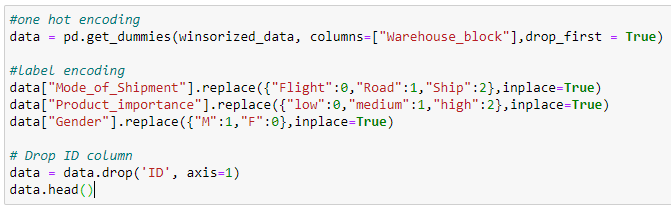 #one hot encoding
data = pd.get_dummies(winsorized_data, columns=["Warehouse_block"],drop_first = True)
#label encoding
data["Mode_of_Shipment"].replace({"Flight":0,"Road":1,"Ship":2},inplace=True)
data["Product_importance"].replace({"low":0,"medium":1,"high":2},inplace=True)
data["Gender"].replace({"M":1,"F":0},inplace=True)
# Drop ID column
data = data.drop('ID', axis=1)
data.head()